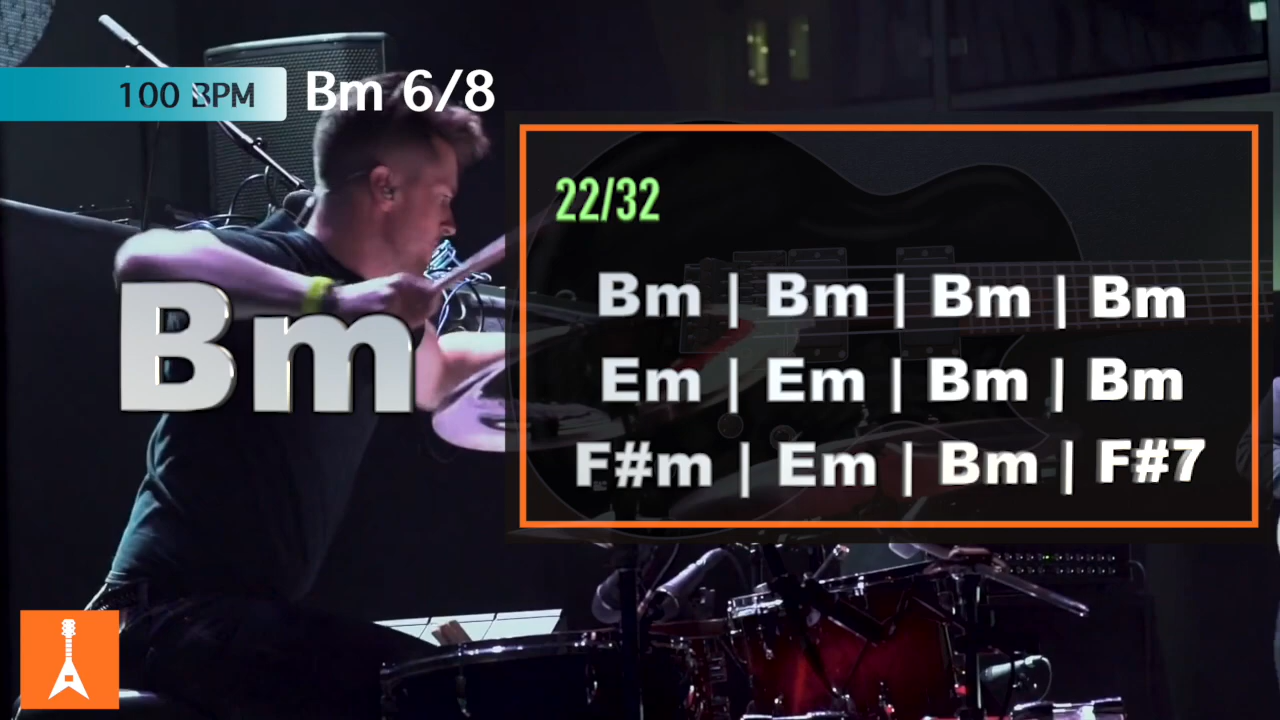 100 BPM Bm 6/8
22/32
Bm
Bm | Bm | Bm | Bm
Em | Em | Bm | Bm
F#m | Em | Bm | F#7